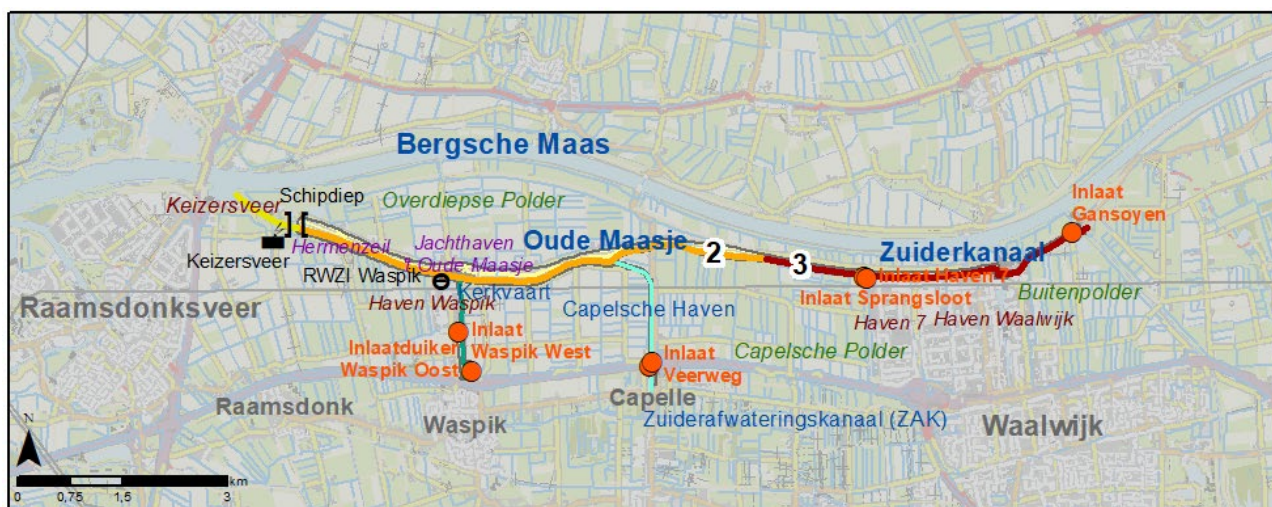 Bergsche Maas
Inlaat
Gansoyen
Schipdiep
Keizersveer
Overdiepse Polder
Hermenzeil
Jachthaven
't Oude Maasje
Oude Maasje
2
3
Zuiderkanaal
Keizersveer
RWZI Waspik
Kerkvaart
Haven Waspik
Inlaat Haven 7
Inlaat Sprangsloot
Buitenpolder
Raamsdonksveer
Capelsche Haven
Haven 7
Haven Waalwijk
Inlaat
Waspik West
Inlaatduiker
Waspik Oost
Inlaat
Veerweg
Capelsche Polder
Raamsdonk
Waspik
Capelle
Zuiderafwateringskanaal (ZAK)
Waalwijk
N
km
0 0,75 1,5 3